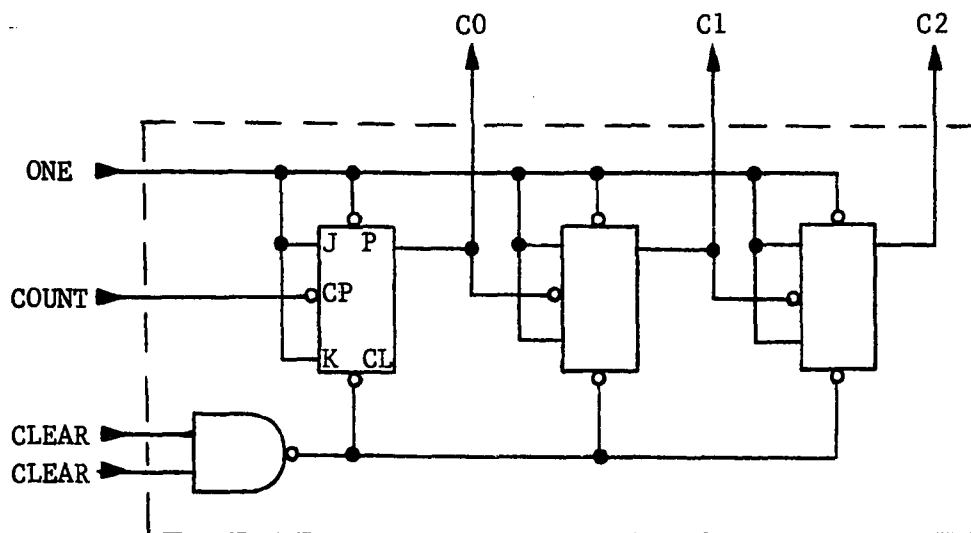 C0 C1 C2
ONE
J P
COUNT
CP
K CL
CLEAR
CLEAR